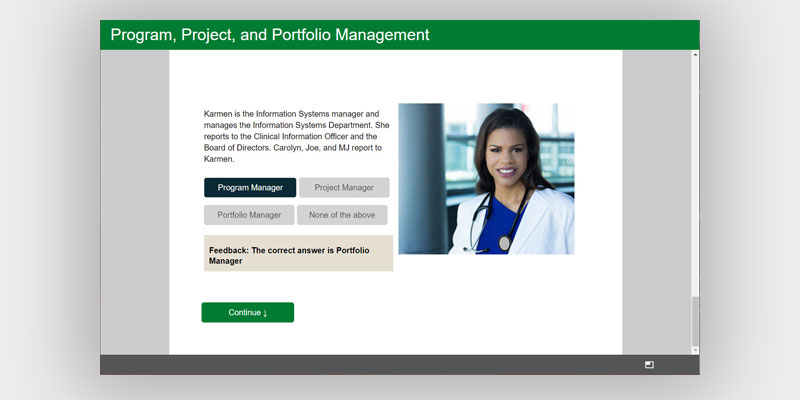 Program, Project, and Portfolio Management
Karmen is the Information Systems manager and
manages the Information Systems Department. She
reports to the Clinical Information Officer and the
Board of Directors. Carolyn, Joe, and MJ report to
Karmen.
Program Manager
Project Manager
Portfolio Manager
None of the above
Feedback: The correct answer is Portfolio
Manager
Continue ↓